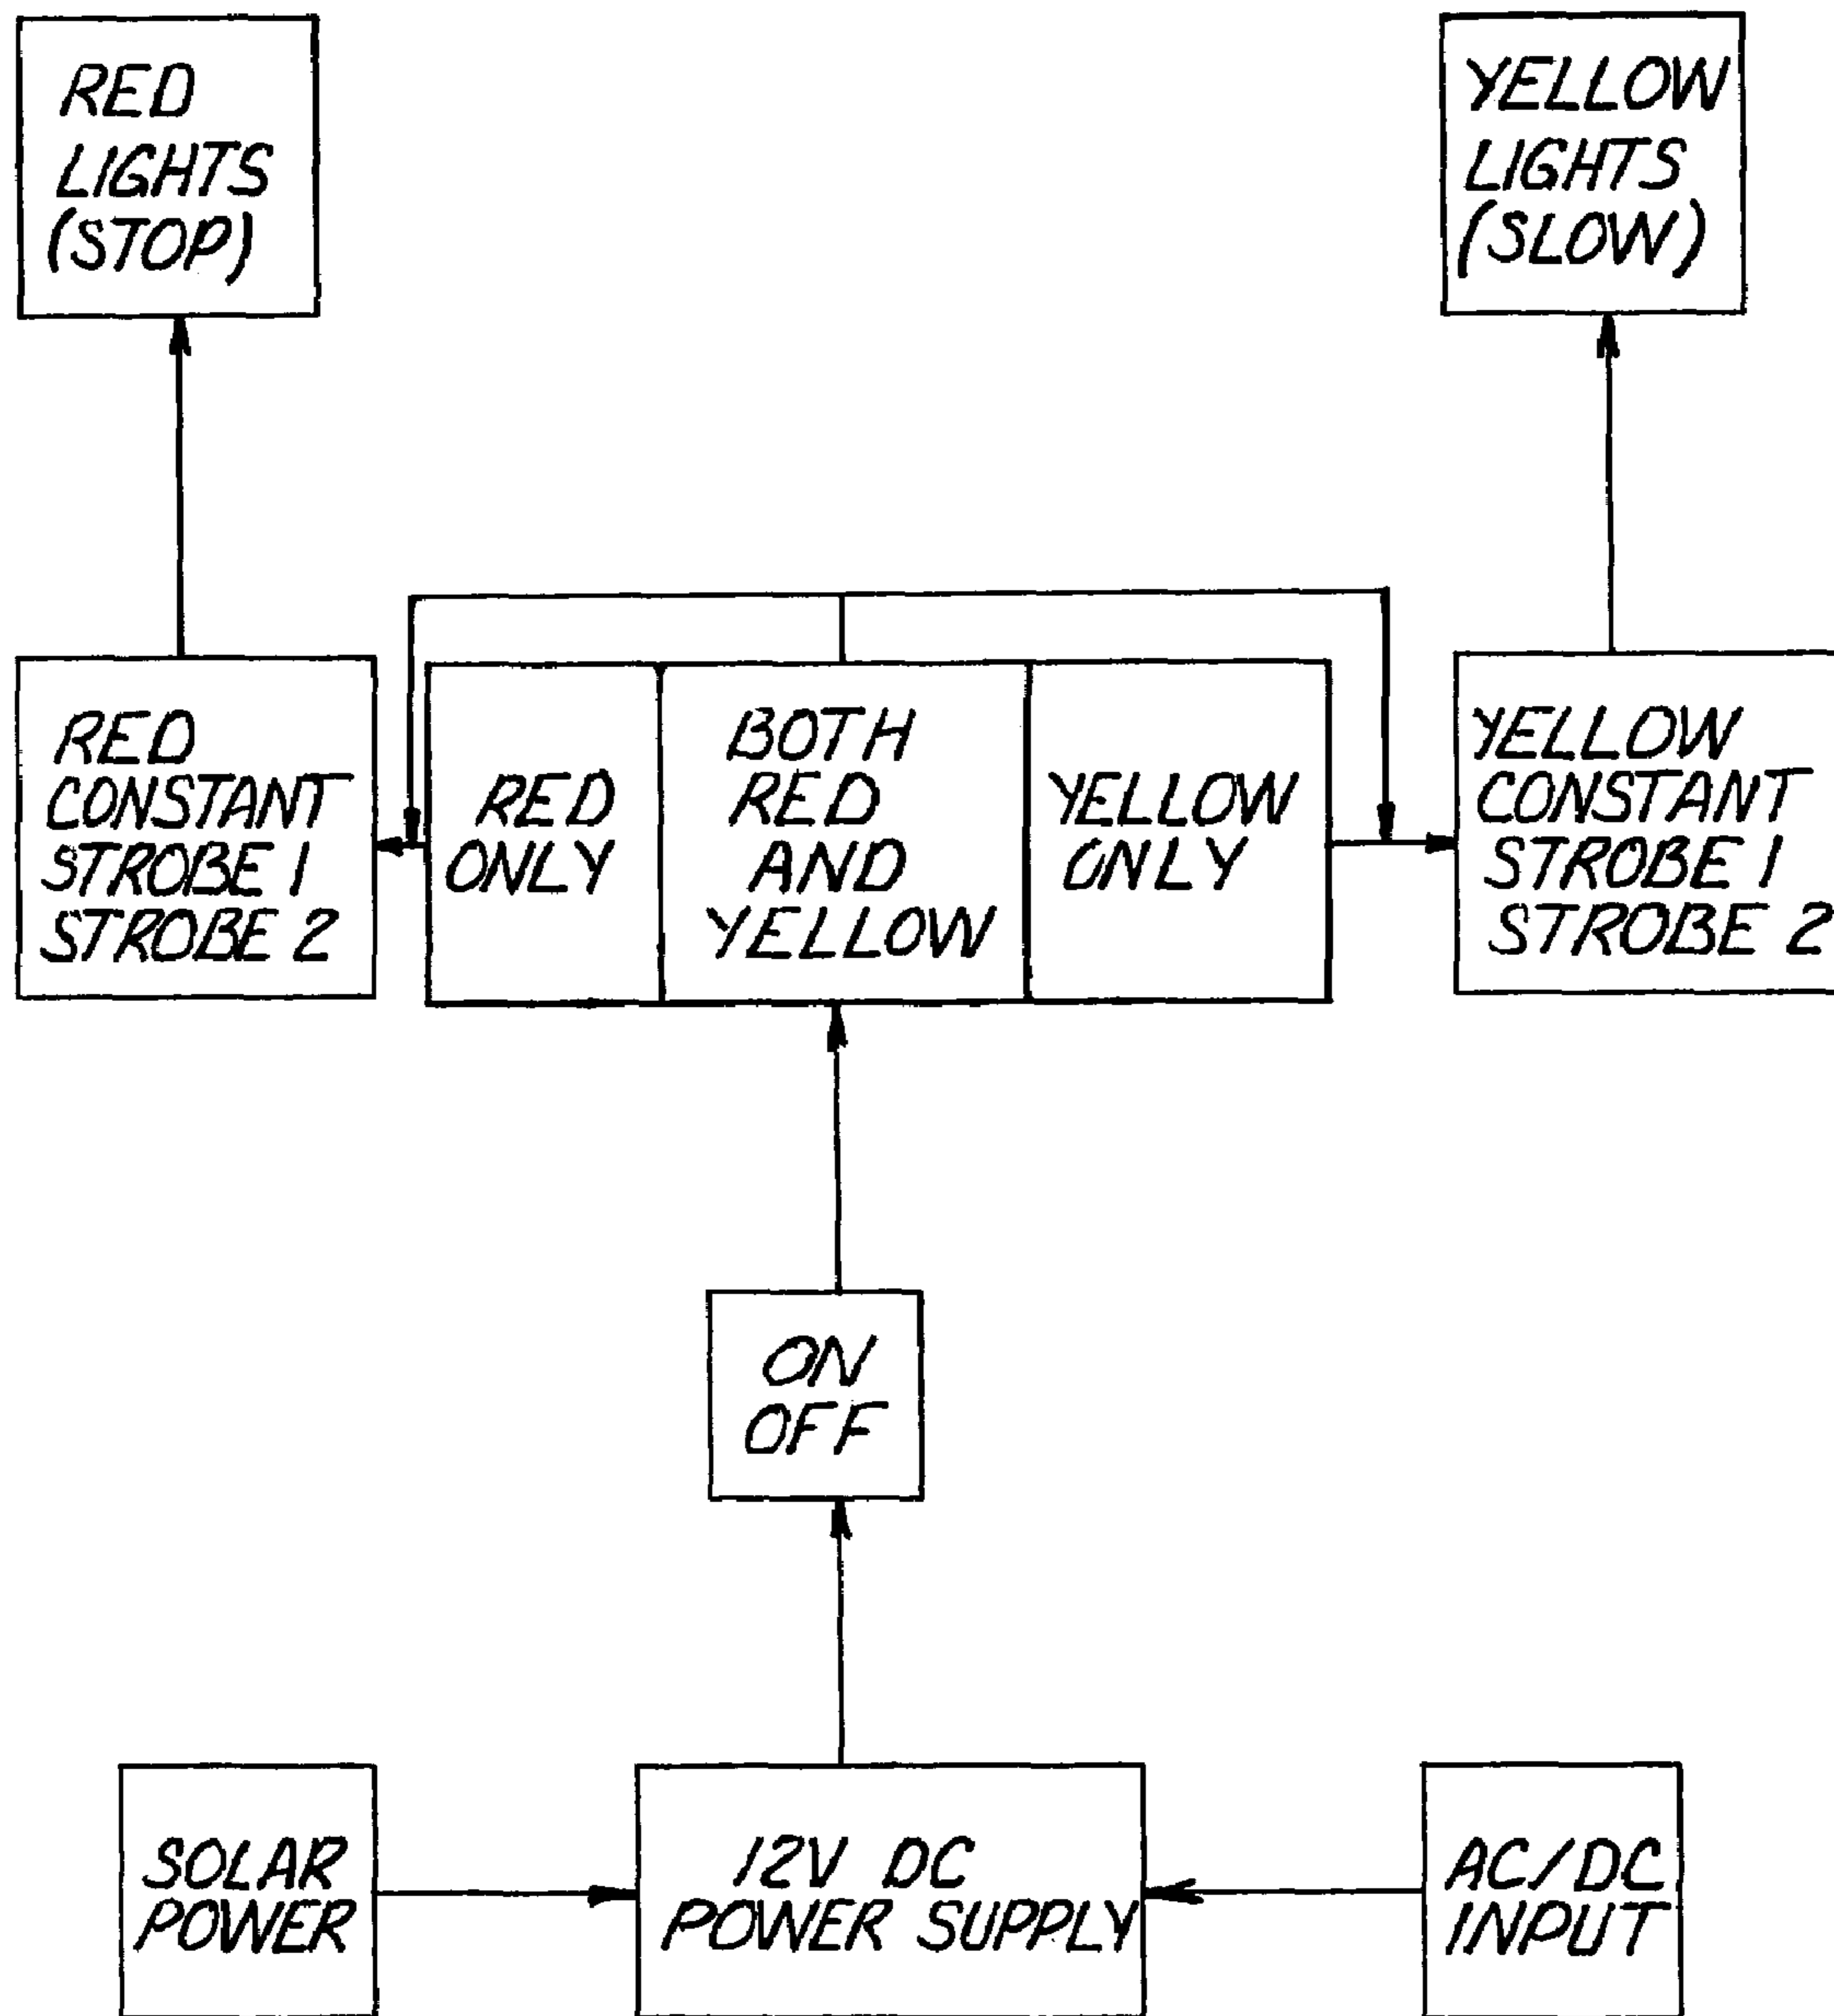 RED
LIGHTS
(STOP)
YELLOW
LIGHTS
(SLOW)
RED
CONSTANT
STROBE 1
STROBE 2
RED
ONLY
BOTH
RED
AND
YELLOW
YELLOW
ONLY
YELLOW
CONSTANT
STROBE 1
STROBE 2
ON
OFF
SOLAR
POWER
12V DC
POWER SUPPLY
AC/DC
INPUT